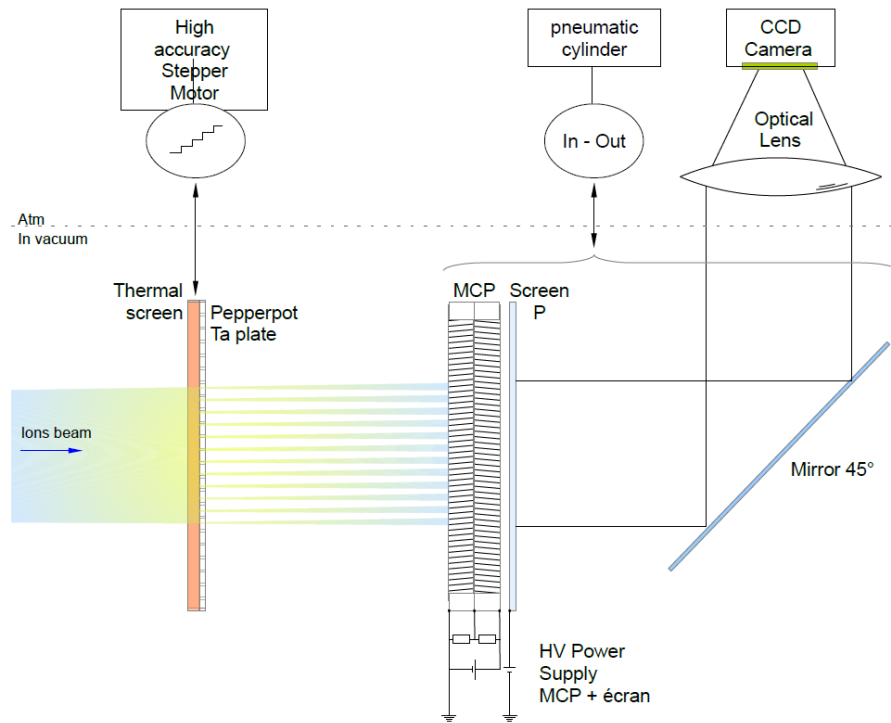 High
accuracy
Stepper
Motor
pneumatic
cylinder
CCD
Camera
In - Out
Optical
Lens
Atm
In vacuum
Thermal
screen
Pepperpot
Ta plate
MCP
Screen
P
Ions beam
Mirror 45°
HV Power
Supply
MCP + écran